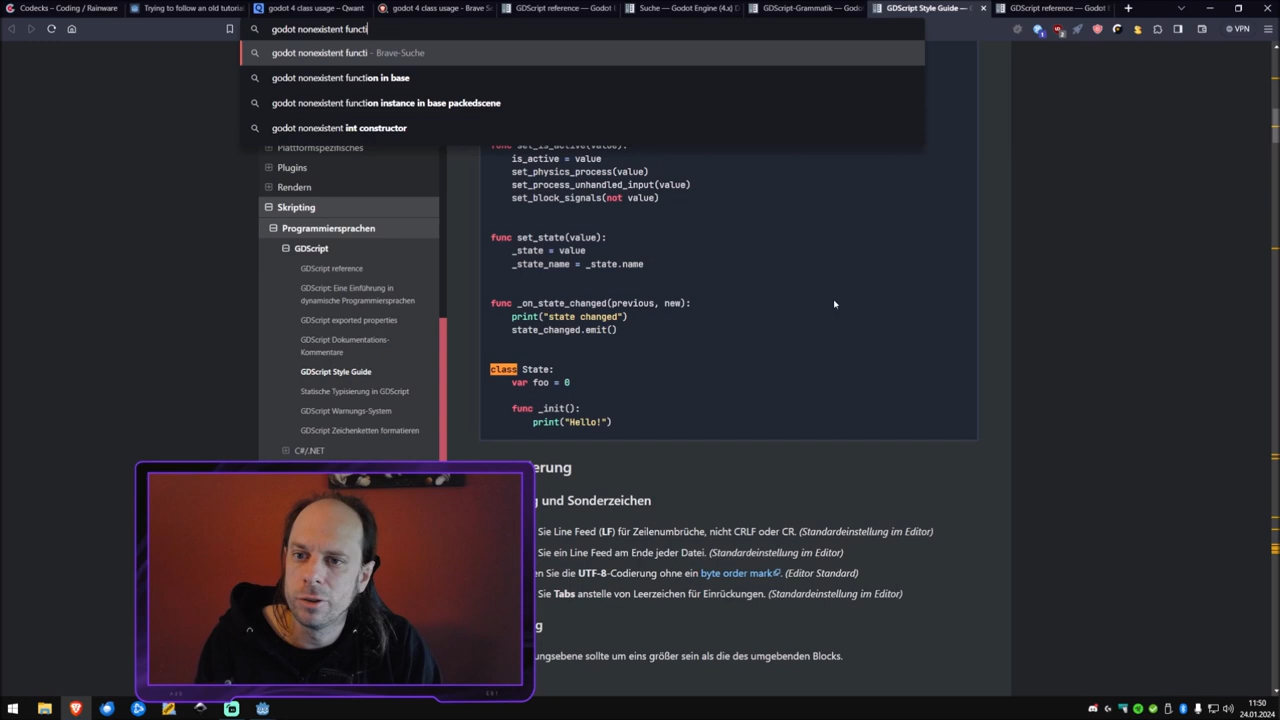 Codecks – Coding / Rainware
Trying to follow an old tutoria
godot 4 class usage – Qwant
godot 4 class usage - Brave S
GDScript reference — Godot
Suche — Godot Engine (4.x)
GDScript-Grammatik — Godo
GDScript Style Guide —
GDScript reference — Godot
godot nonexistent functi
VPN
godot nonexistent functi – Brave-Suche
godot nonexistent function in base
godot nonexistent function instance in base packedscene
godot nonexistent int constructor
Plattformspezifisches
Plugins
Rendern
Skripting
Programmiersprachen
GDScript
GDScript reference
GDScript: Eine Einführung in
dynamische Programmiersprachen
GDScript exported properties
GDScript Dokumentations-
Kommentare
GDScript Style Guide
Statische Typisierung in GDScript
GDScript Warnungs-System
GDScript Zeichenketten formatieren
C#/.NET
func set_is_active(value):
is_active = value
set_physics_process(value)
set_process_unhandled_input(value)
set_block_signals(not value)
func set_state(value):
_state = value
_state_name = _state.name
func _on_state_changed(previous, new):
print("state changed")
state_changed.emit()
class State:
var foo = 0
func _init():
print("Hello!")
erung
und Sonderzeichen
Sie Line Feed (LF) für Zeilenumbrüche, nicht CRLF oder CR. (Standardeinstellung im Editor)
Sie ein Line Feed am Ende jeder Datei. (Standardeinstellung im Editor)
en Sie die UTF-8-Codierung ohne ein byte order mark. (Editor Standard)
Sie Tabs anstelle von Leerzeichen für Einrückungen. (Standardeinstellung im Editor)
ungsebene sollte um eins größer sein als die des umgebenden Blocks.
11:50
24.01.2024